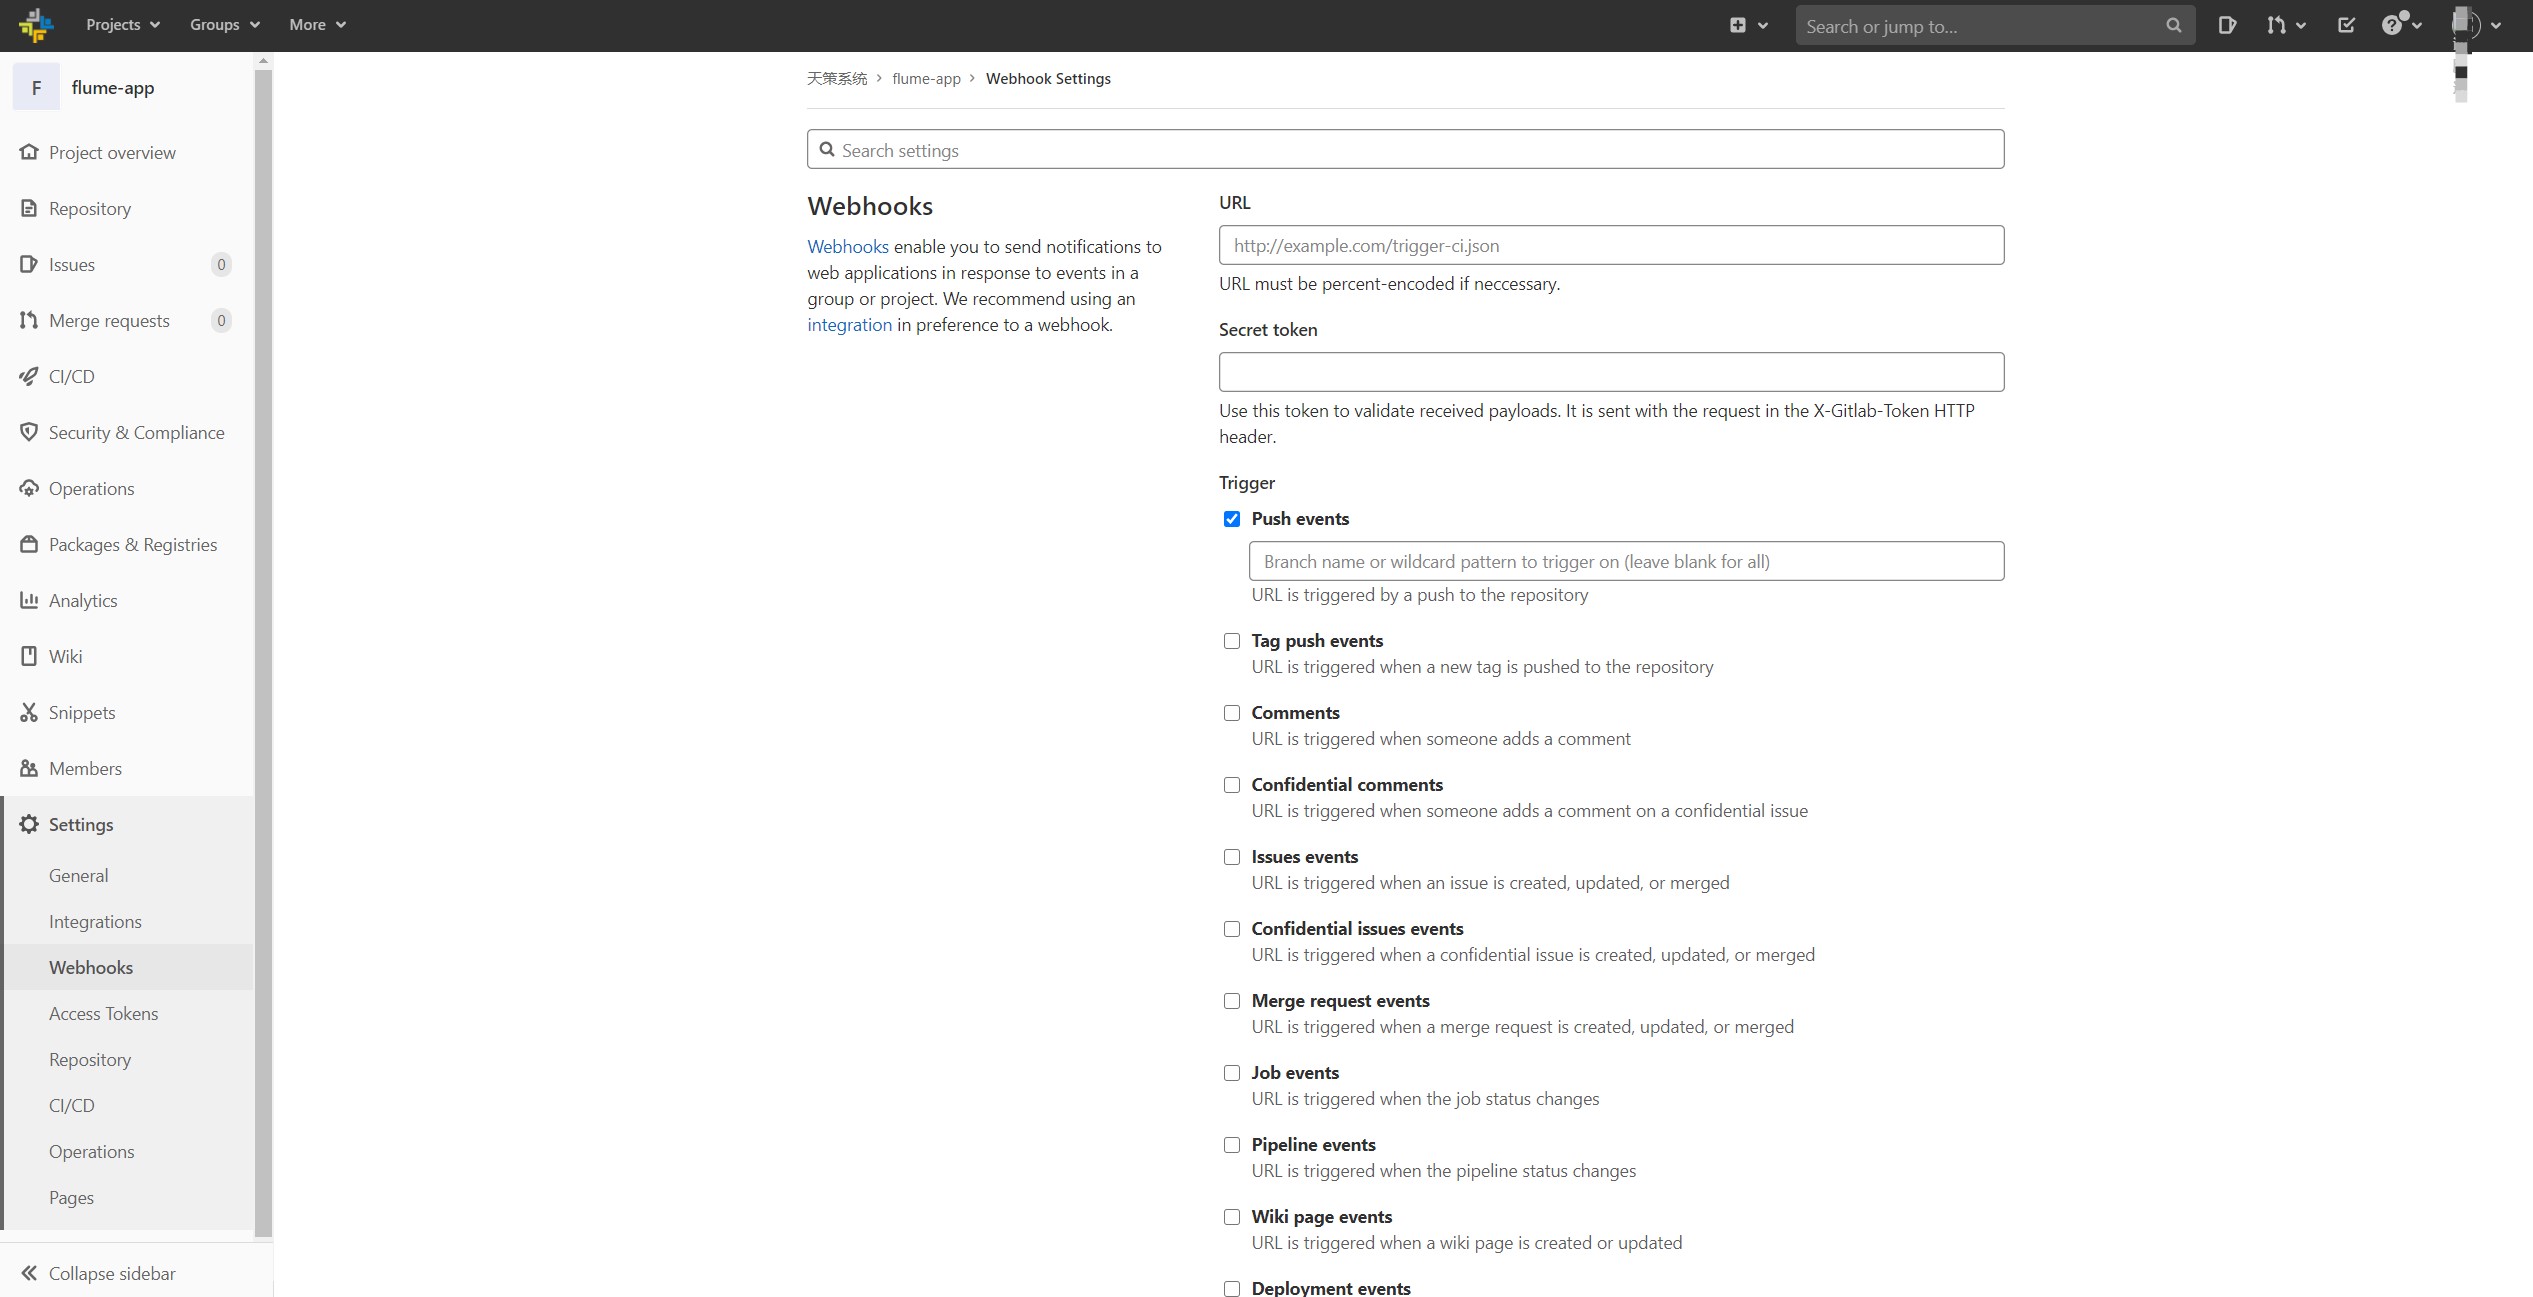 Projects
Groups
More
Search or jump to...
F
flume-app
Project overview
Repository
Issues
0
Merge requests
0
CI/CD
Security & Compliance
Operations
Packages & Registries
Analytics
Wiki
Snippets
Members
Settings
General
Integrations
Webhooks
Access Tokens
Repository
CI/CD
Operations
Pages
Collapse sidebar
天策系统 > flume-app > Webhook Settings
Search settings
Webhooks
Webhooks enable you to send notifications to
web applications in response to events in a
group or project. We recommend using an
integration in preference to a webhook.
URL
http://example.com/trigger-ci.json
URL must be percent-encoded if neccessary.
Secret token
Use this token to validate received payloads. It is sent with the request in the X-Gitlab-Token HTTP
header.
Trigger
Push events
Branch name or wildcard pattern to trigger on (leave blank for all)
URL is triggered by a push to the repository
Tag push events
URL is triggered when a new tag is pushed to the repository
Comments
URL is triggered when someone adds a comment
Confidential comments
URL is triggered when someone adds a comment on a confidential issue
Issues events
URL is triggered when an issue is created, updated, or merged
Confidential issues events
URL is triggered when a confidential issue is created, updated, or merged
Merge request events
URL is triggered when a merge request is created, updated, or merged
Job events
URL is triggered when the job status changes
Pipeline events
URL is triggered when the pipeline status changes
Wiki page events
URL is triggered when a wiki page is created or updated
Deployment events